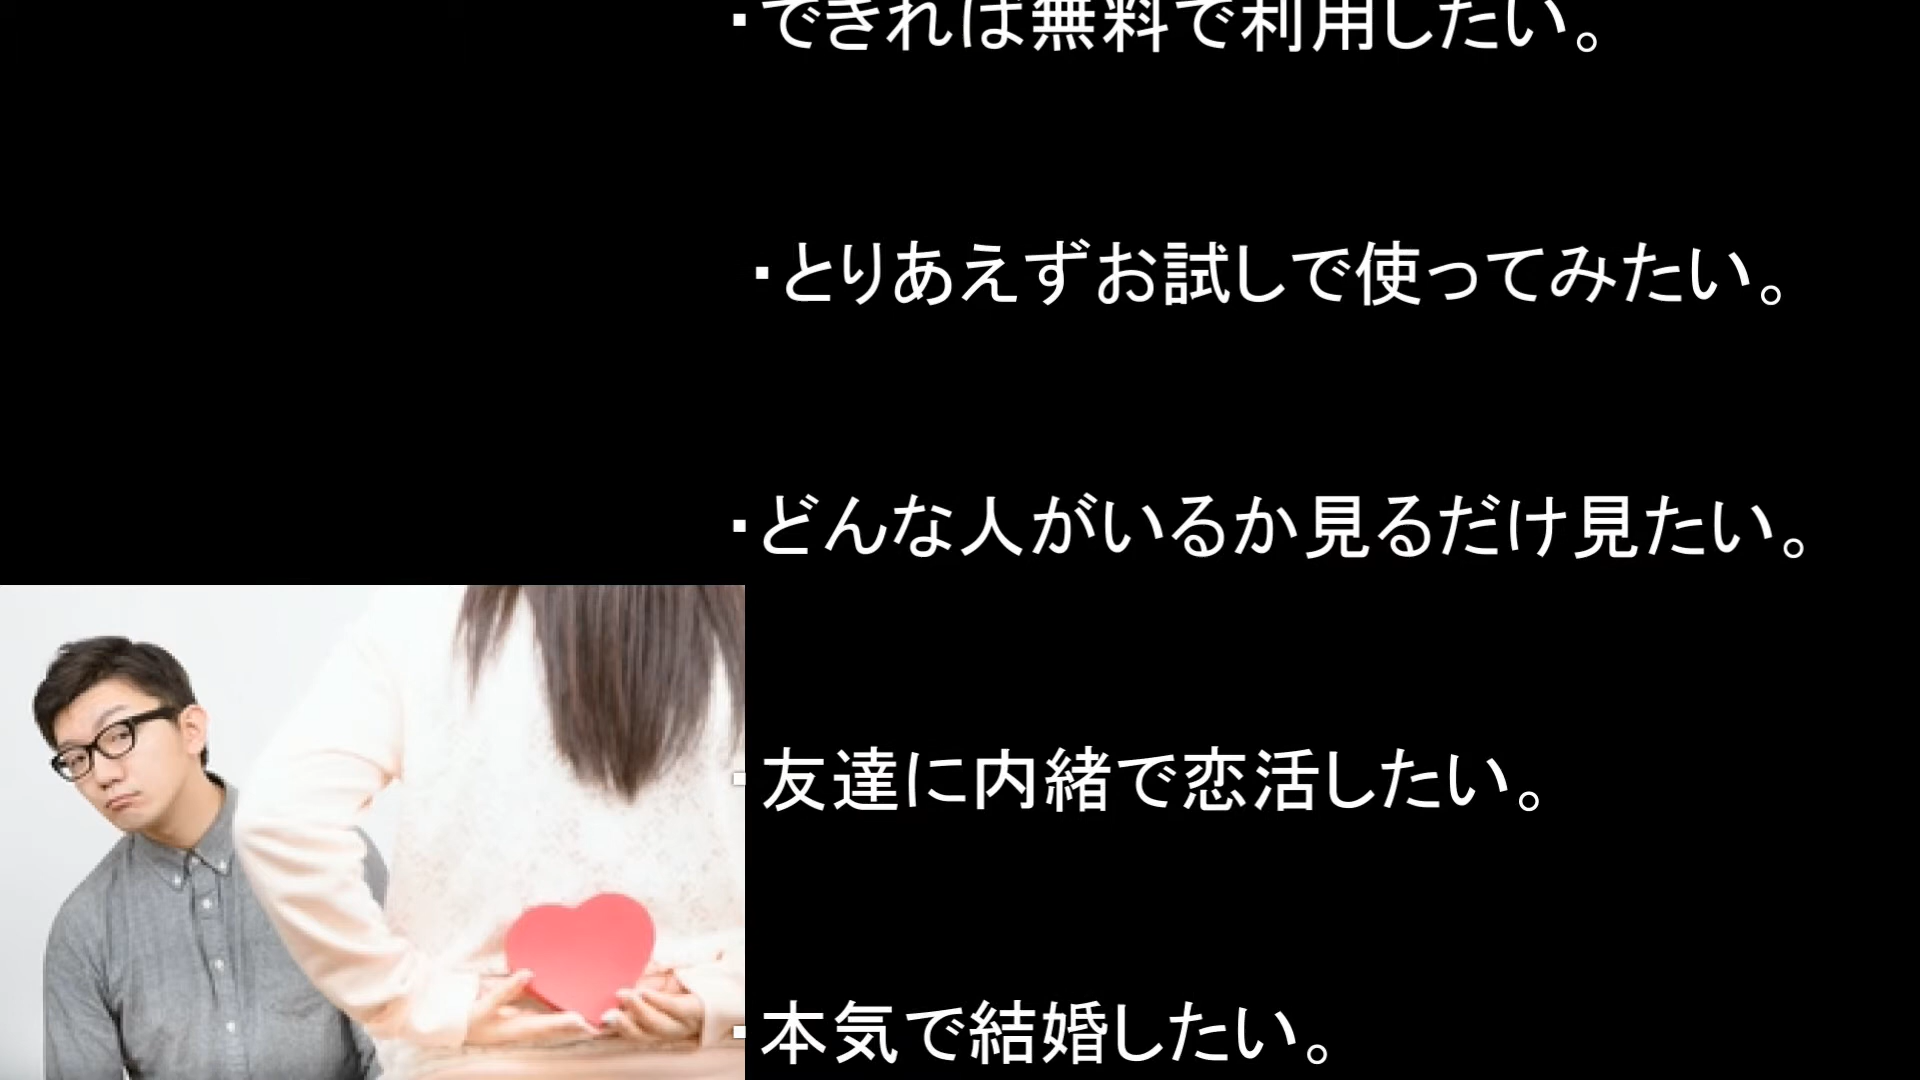 ・できれば無料で利用したい。
・とりあえずお試しで使ってみたい。
・どんな人がいるか見るだけ見たい。
・友達に内緒で恋活したい。
・本気で結婚したい。